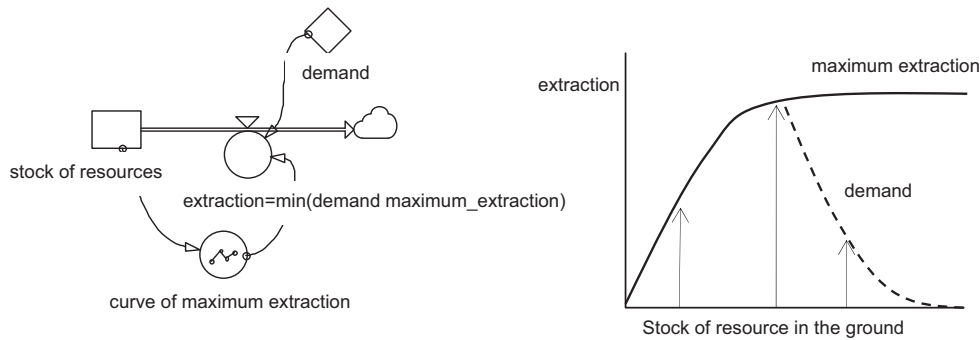 demand
stock of resources
extraction=min(demand maximum_extraction)
curve of maximum extraction
extraction
maximum extraction
demand
Stock of resource in the ground